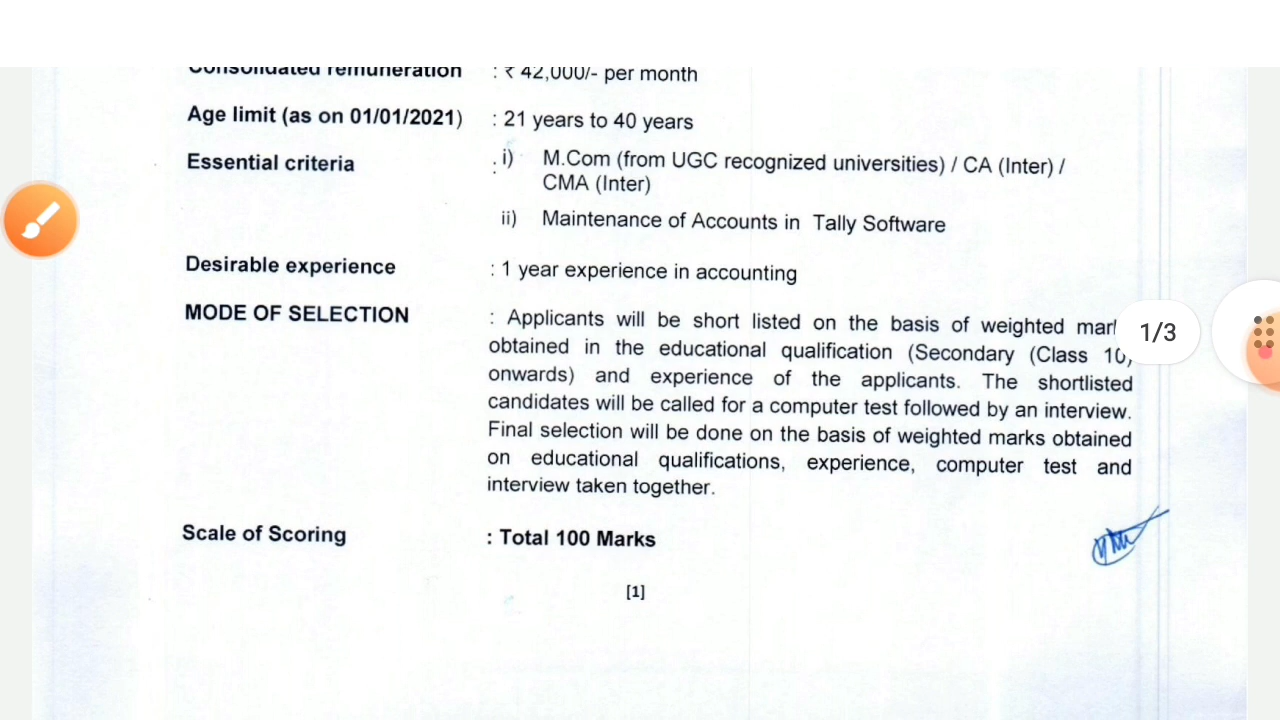 Consolidated remuneration : ₹ 42,000/- per month
Age limit (as on 01/01/2021) : 21 years to 40 years
Essential criteria : i) M.Com (from UGC recognized universities) / CA (Inter) /
CMA (Inter)
ii) Maintenance of Accounts in Tally Software
Desirable experience : 1 year experience in accounting
MODE OF SELECTION : Applicants will be short listed on the basis of weighted
1/3
obtained in the educational qualification (Secondary (Class 10)
onwards) and experience of the applicants. The shortlisted
candidates will be called for a computer test followed by an interview.
Final selection will be done on the basis of weighted marks obtained
on educational qualifications, experience, computer test and
interview taken together.
Scale of Scoring : Total 100 Marks
[1]